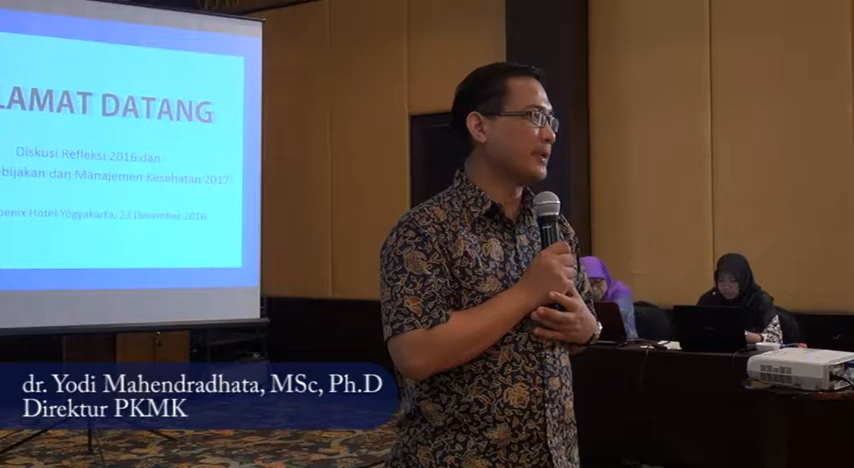 LAMAT DATANG
Diskusi Refleksi 2016 dan
bijakan dan Manajemen Kesehatan 2017
oenix Hotel Yogyakarta, 23 Desember 2016
dr. Yodi Mahendradhata, MSc, Ph.D
Direktur PKMK